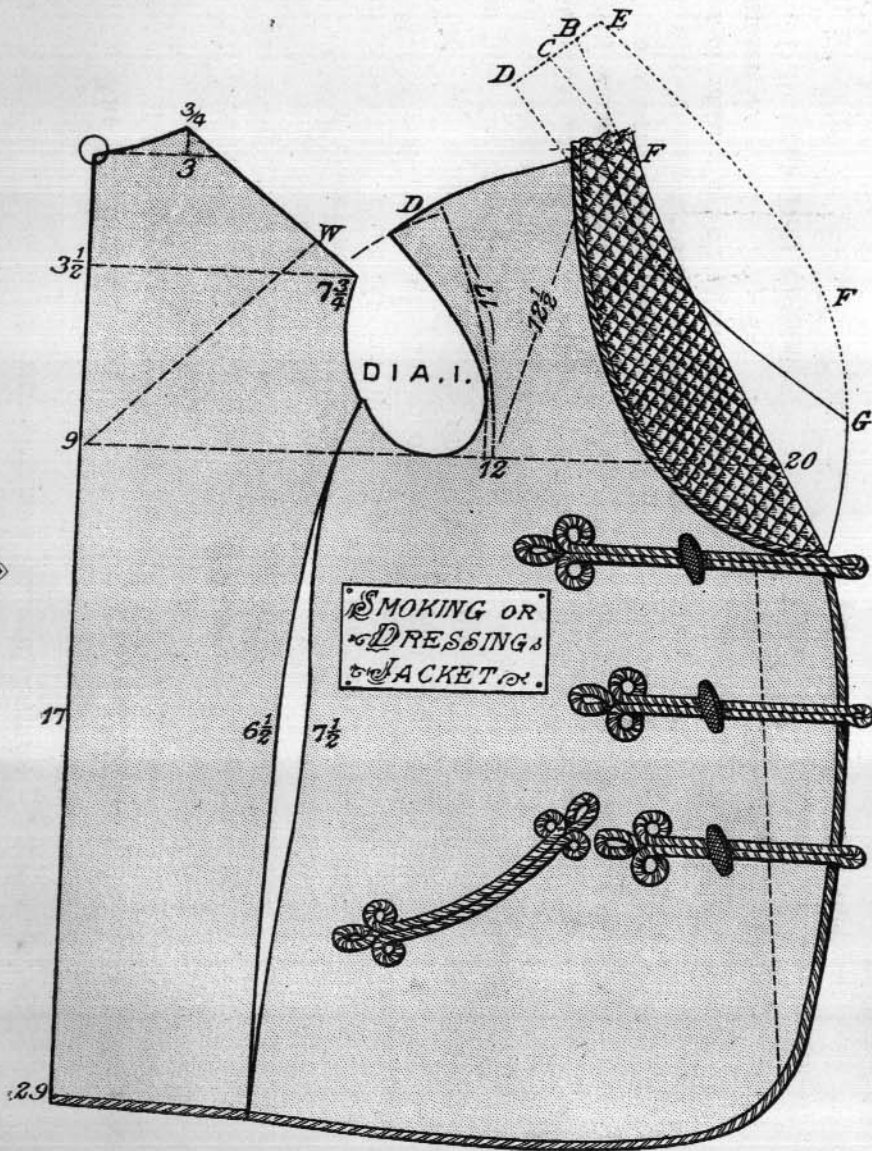 B E
C
D
3/4
F
3
D
W
3 1/2
7 3/4
17
12 1/2
F
DIA.I.
G
9
12
20
SMOKING OR
DRESSING
JACKET
17
6 1/2
7 1/2
29